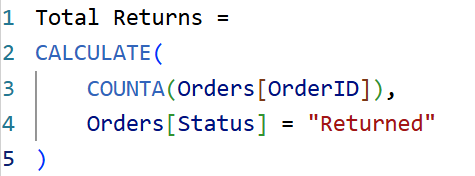 1 Total Returns =
2 CALCULATE(
3 COUNTA(Orders[OrderID]),
4 Orders[Status] = "Returned"
5 )